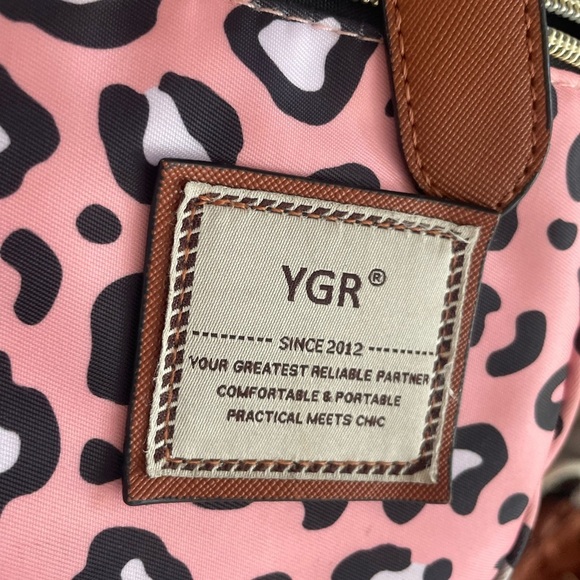 YGR®
SINCE 2012
YOUR GREATEST RELIABLE PARTNER
COMFORTABLE & PORTABLE
PRACTICAL MEETS CHIC